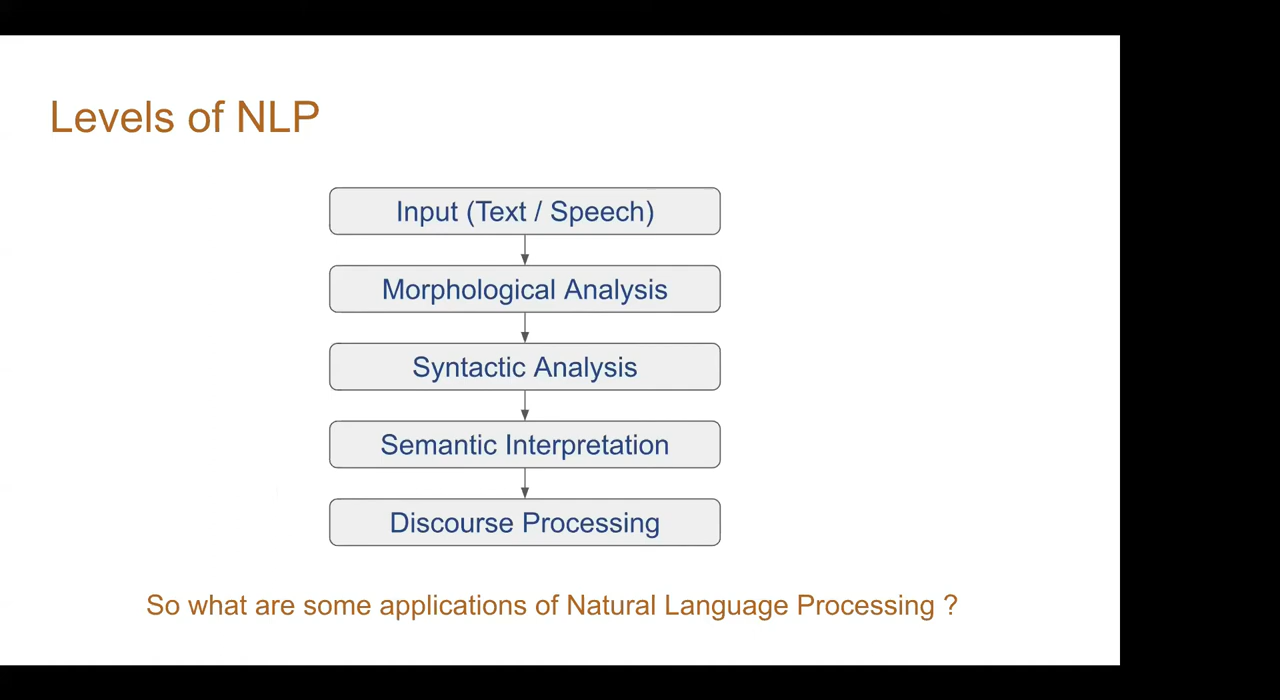 Levels of NLP
Input (Text / Speech)
Morphological Analysis
Syntactic Analysis
Semantic Interpretation
Discourse Processing
So what are some applications of Natural Language Processing ?